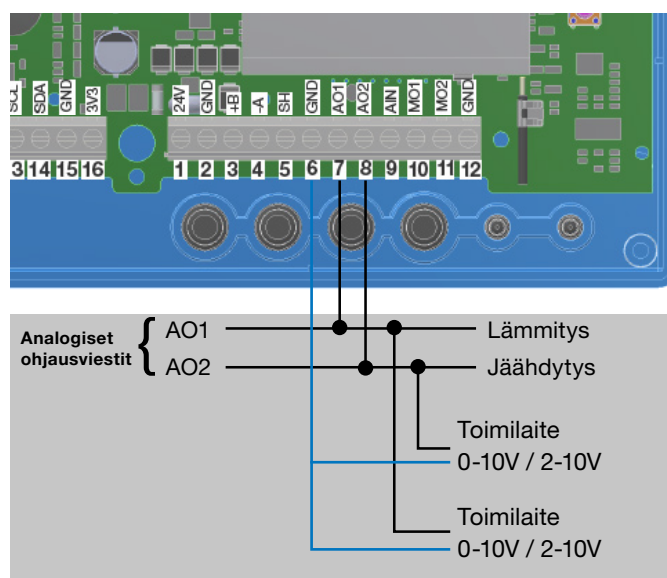 SDA GND 3V3 24V GND +B -A SH GND AO1 AO2 AIN MO1 MO2 GND
3 14 15 16 1 2 3 4 5 6 7 8 9 10 11 12
Analogiset
ohjausviestit
AO1
Lämmitys
AO2
Jäähdytys
Toimilaite
0-10V / 2-10V
Toimilaite
0-10V / 2-10V